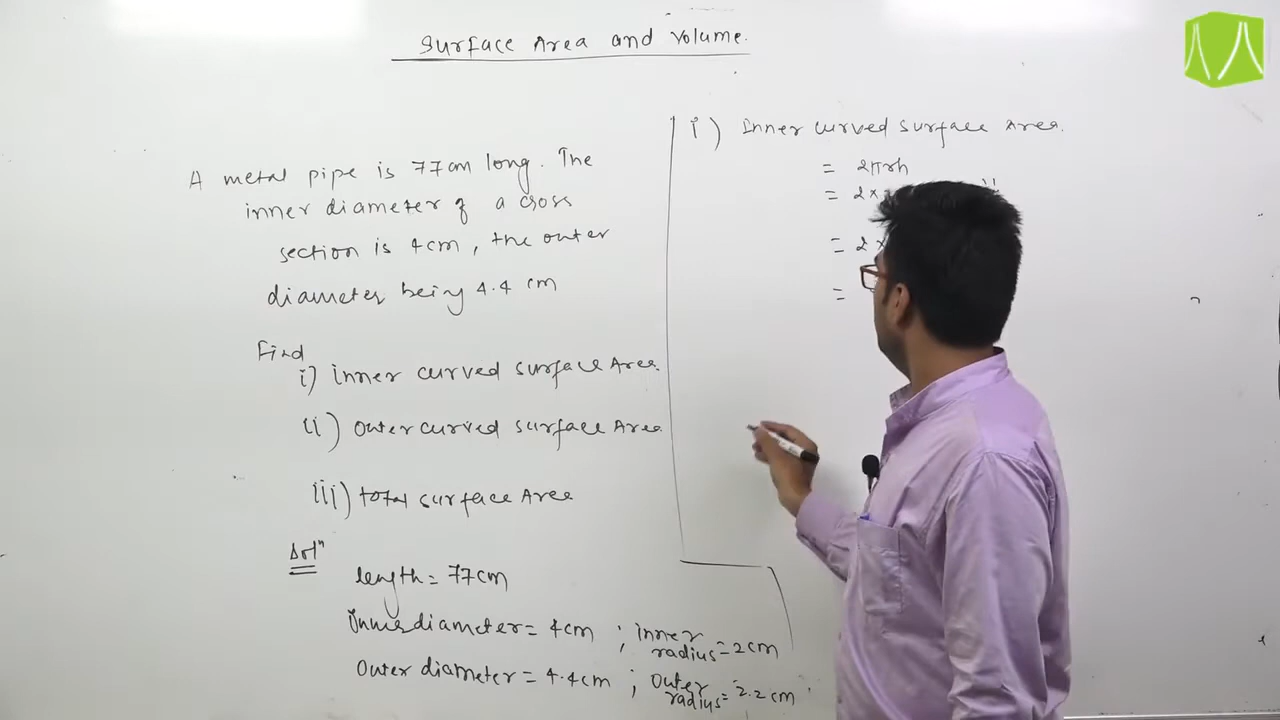 Surface Area and Volume.
A metal pipe is 77cm long. The
inner diameter of a cross
section is 4cm, the outer
diameter being 4.4 cm
Find
i) inner curved surface Area.
ii) outer curved surface Area
iii) total surface Area
Soln
length = 77cm
Inner diameter = 4cm ; inner radius = 2cm
Outer diameter = 4.4cm ; outer radius = 2.2cm
i) Inner curved surface Area.
= 2πrh
= 2×
= 2×
=